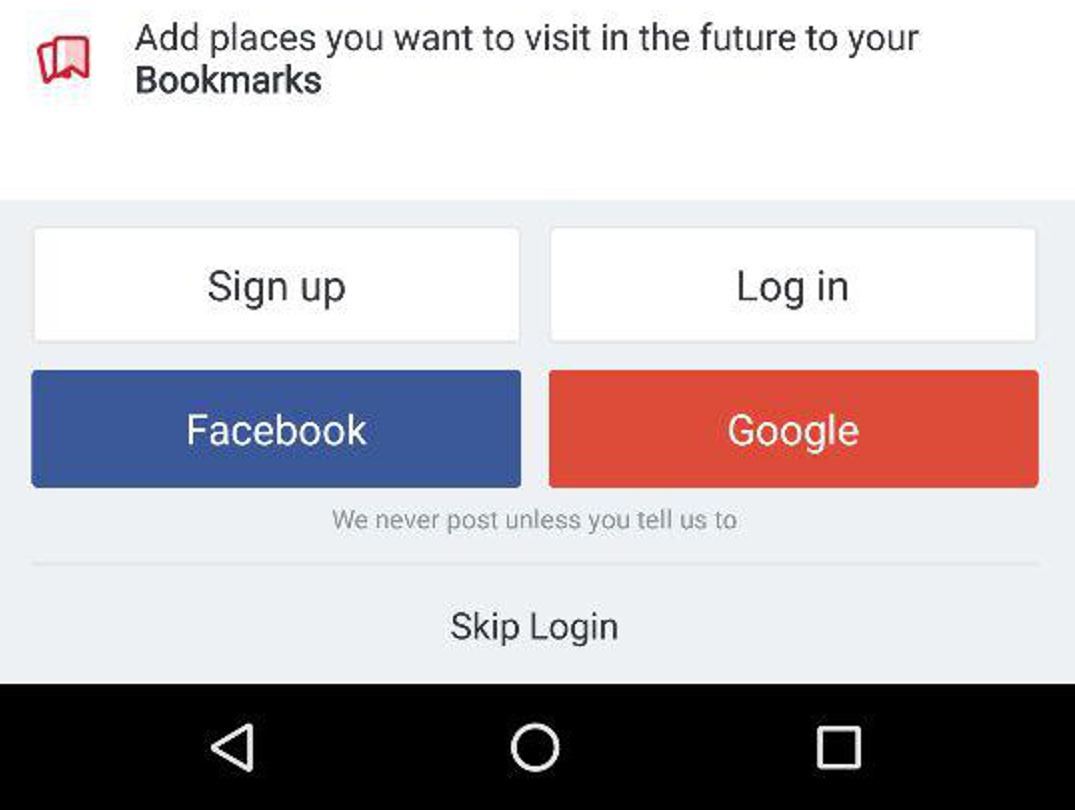 Add places you want to visit in the future to your
Bookmarks
Sign up
Log in
Facebook
Google
We never post unless you tell us to
Skip Login